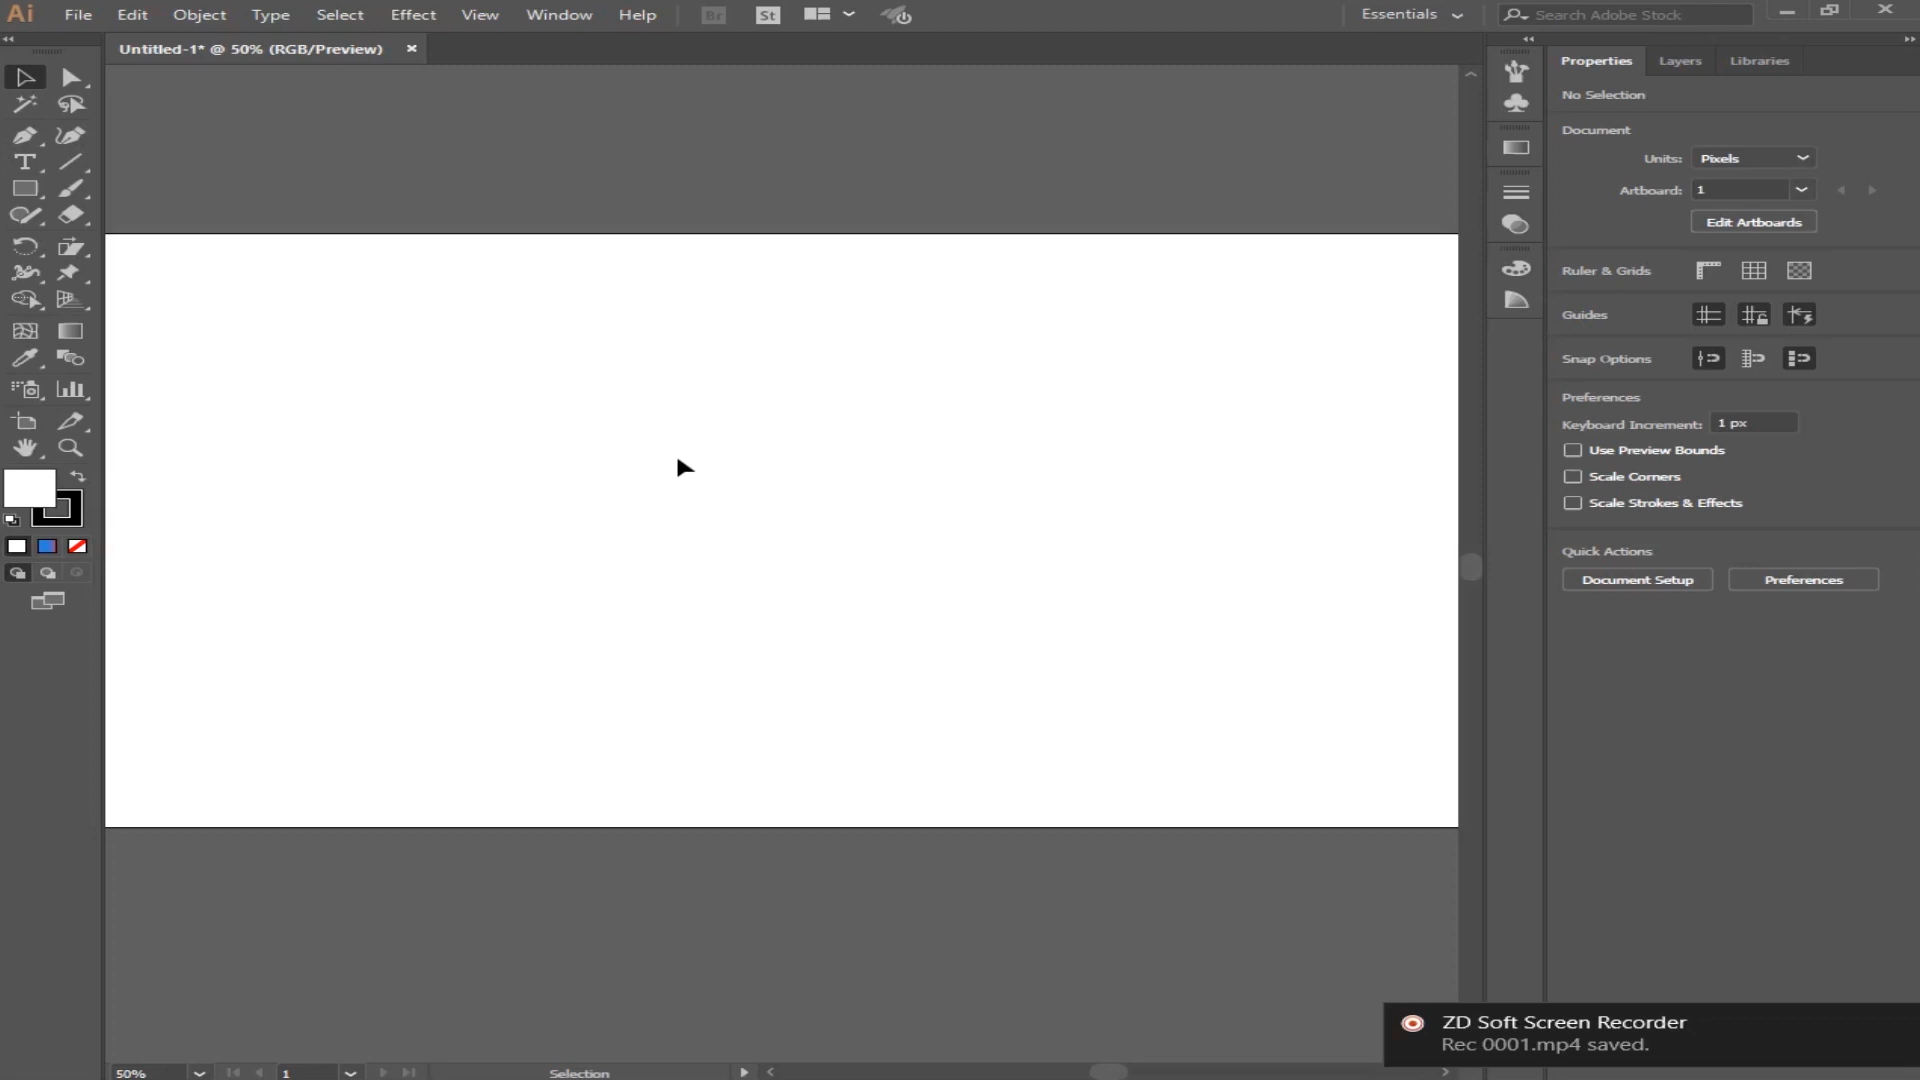 Ai File Edit Object Type Select Effect View Window Help Br St Essentials Search Adobe Stock
Untitled-1* @ 50% (RGB/Preview)
Properties Layers Libraries
No Selection
Document
Units: Pixels
Artboard: 1
Edit Artboards
Ruler & Grids
Guides
Snap Options
Preferences
Keyboard Increment: 1 px
Use Preview Bounds
Scale Corners
Scale Strokes & Effects
Quick Actions
Document Setup Preferences
ZD Soft Screen Recorder
Rec 0001.mp4 saved.
50% 1 Selection